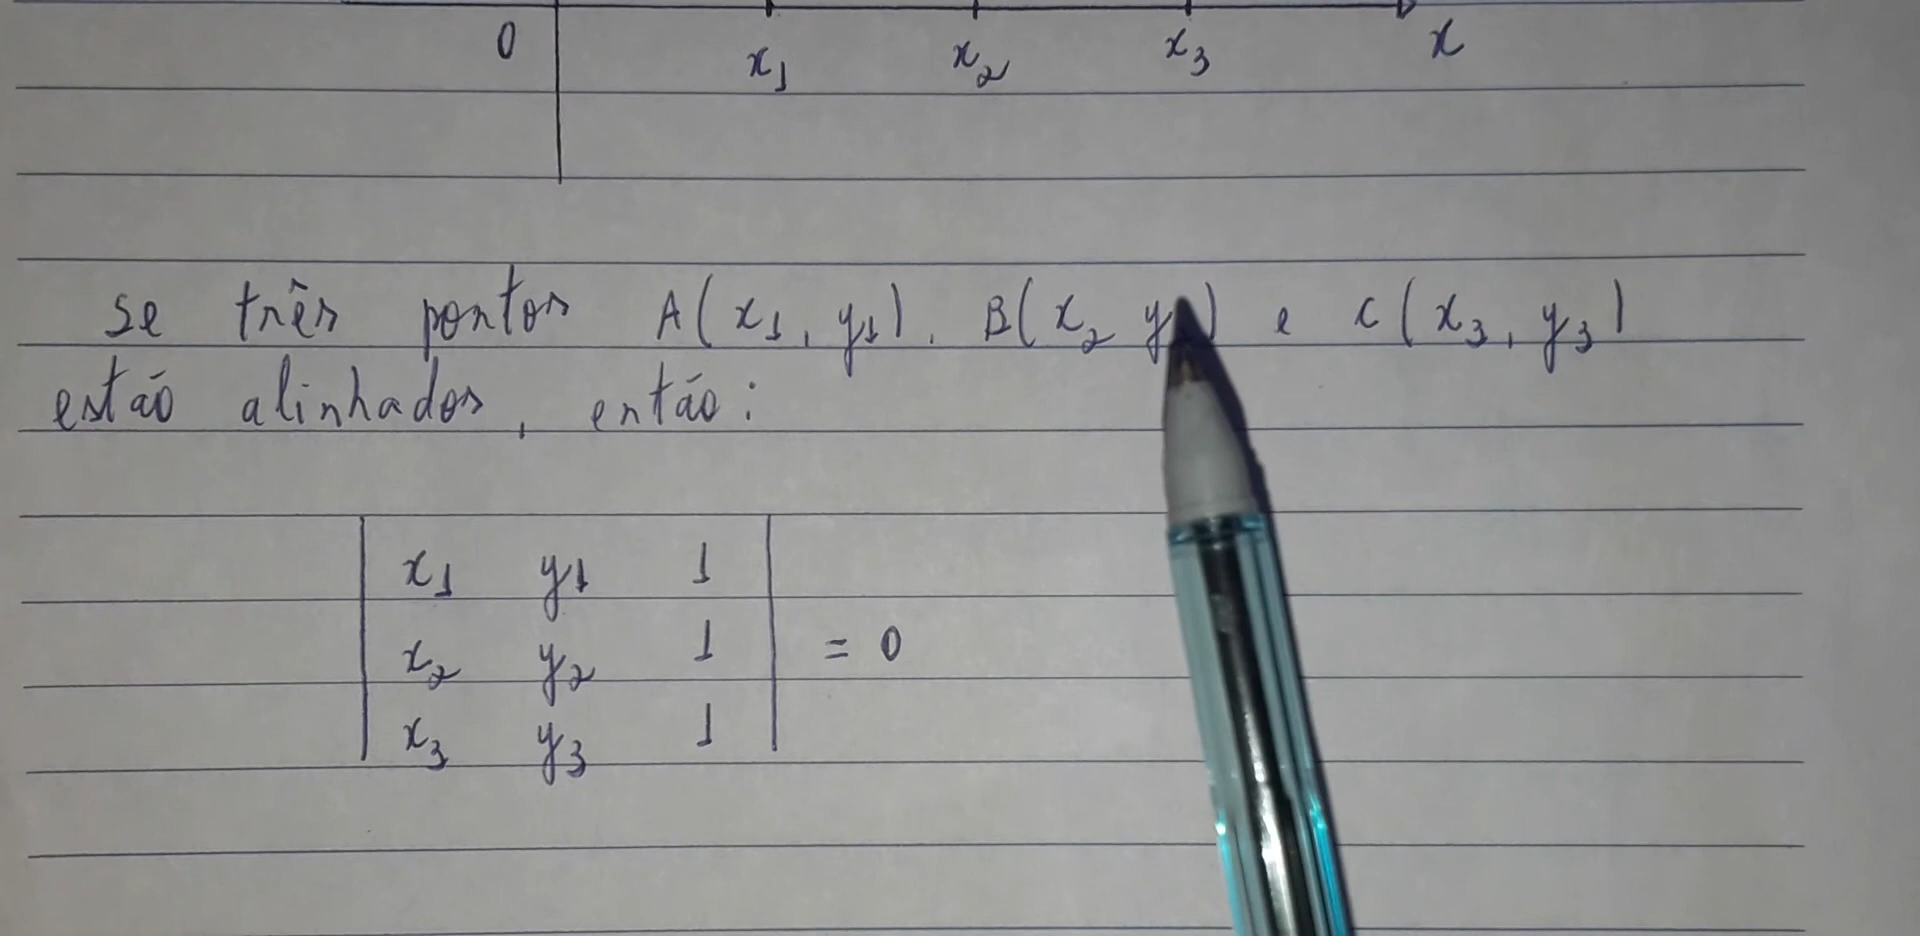 0 x₁ x₂ x₃ x
se três pontos A(x₁, y₁), B(x₂ y ) e C(x₃, y₃)
estão alinhados, então:
x₁ y₁ 1
x₂ y₂ 1 = 0
x₃ y₃ 1